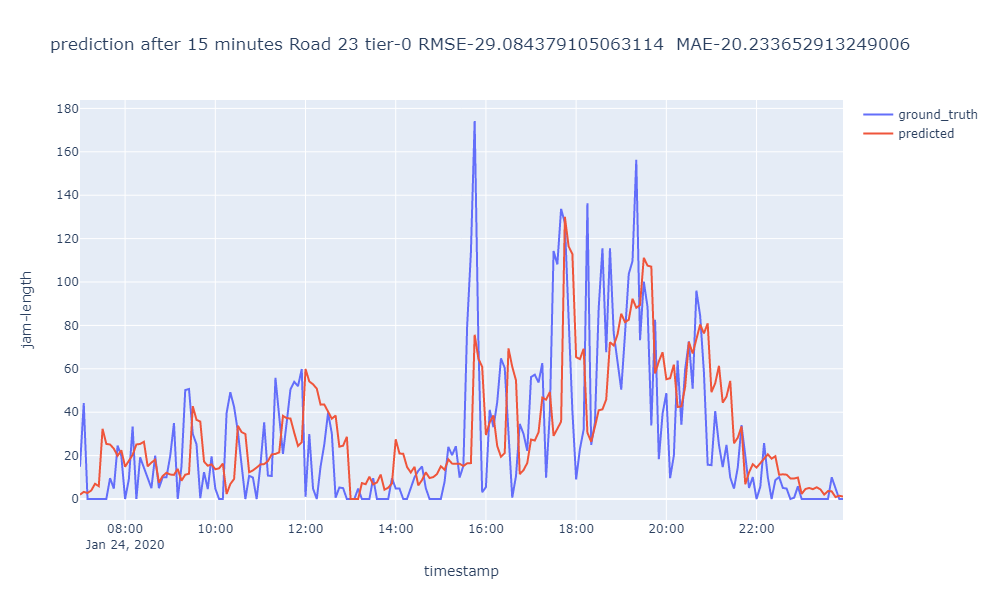 prediction after 15 minutes Road 23 tier-0 RMSE-29.084379105063114  MAE-20.233652913249006
ground_truth
predicted
jam-length
180
160
140
120
100
80
60
40
20
0
08:00 10:00 12:00 14:00 16:00 18:00 20:00 22:00
Jan 24, 2020
timestamp